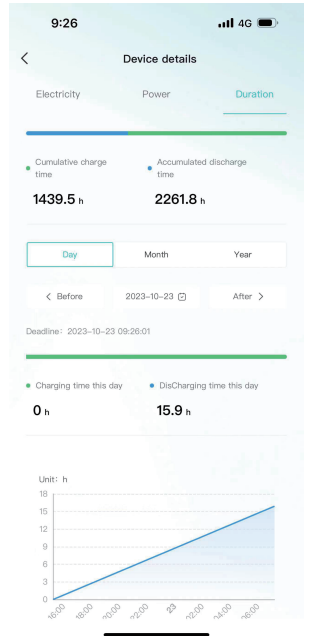 9:26
4G
Device details
Electricity
Power
Duration
Cumulative charge
time
Accumulated discharge
time
1439.5 h
2261.8 h
Day
Month
Year
Before
2023-10-23
After
Deadline: 2023-10-23 09:26:01
Charging time this day
DisCharging time this day
0 h
15.9 h
Unit: h
18
15
12
9
6
3
0
16:00
18:00
20:00
22:00
23
02:00
04:00
06:00